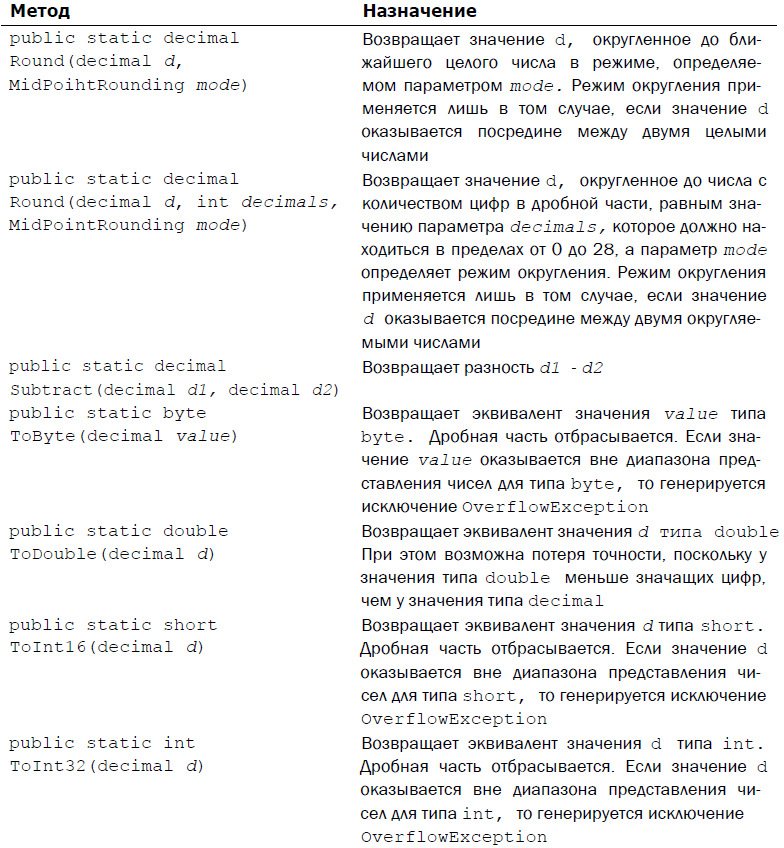 Метод
Назначение
public static decimal
Round(decimal d,
MidPoihtRounding mode)
Возвращает значение d, округленное до бли-
жайшего целого числа в режиме, определяе-
мом параметром mode. Режим округления при-
меняется лишь в том случае, если значение d
оказывается посредине между двумя целыми
числами
public static decimal
Round(decimal d, int decimals,
MidPointRounding mode)
Возвращает значение d, округленное до числа с
количеством цифр в дробной части, равным зна-
чению параметра decimals, которое должно на-
ходиться в пределах от 0 до 28, а параметр mode
определяет режим округления. Режим округления
применяется лишь в том случае, если значение
d оказывается посредине между двумя округляе-
мыми числами
public static decimal
Subtract(decimal d1, decimal d2)
Возвращает разность d1 - d2
public static byte
ToByte(decimal value)
Возвращает эквивалент значения value типа
byte. Дробная часть отбрасывается. Если зна-
чение value оказывается вне диапазона пред-
ставления чисел для типа byte, то генерируется
исключение OverflowException
public static double
ToDouble(decimal d)
Возвращает эквивалент значения d типа double
При этом возможна потеря точности, поскольку у
значения типа double меньше значащих цифр,
чем у значения типа decimal
public static short
ToInt16(decimal d)
Возвращает эквивалент значения d типа short.
Дробная часть отбрасывается. Если значение d
оказывается вне диапазона представления чи-
сел для типа short, то генерируется исключение
OverflowException
public static int
ToInt32(decimal d)
Возвращает эквивалент значения d типа int.
Дробная часть отбрасывается. Если значение d
оказывается вне диапазона представления чи-
сел для типа int, то генерируется исключение
OverflowException